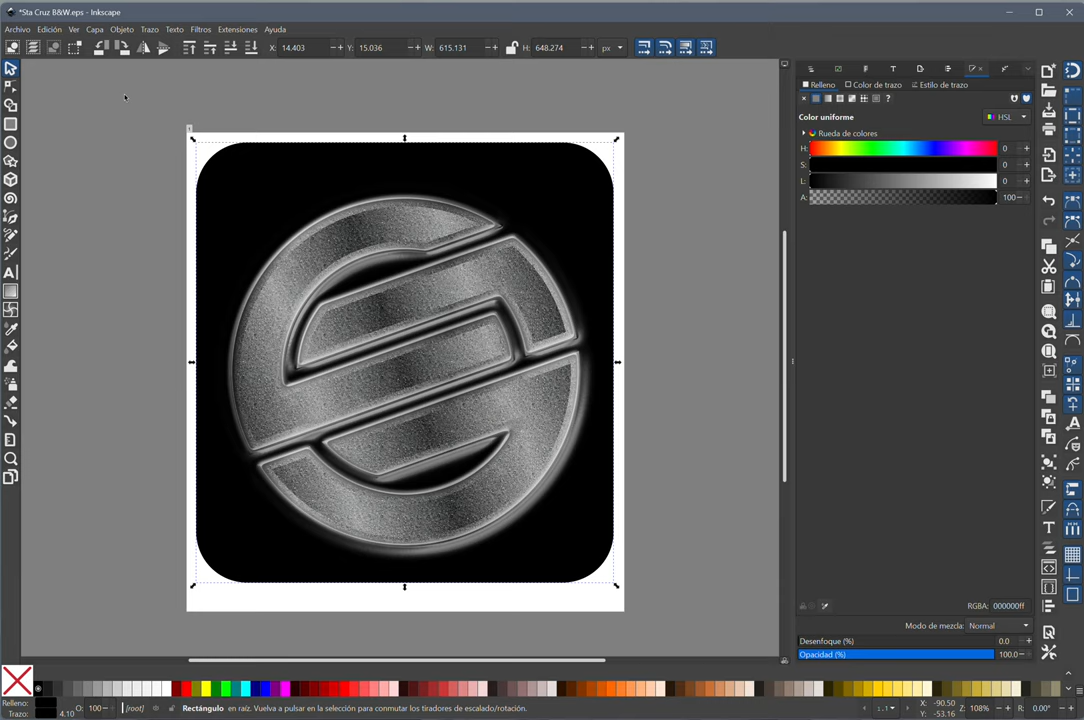 *Sta Cruz B&W.eps - Inkscape
Archivo Edición Ver Capa Objeto Trazo Texto Filtros Extensiones Ayuda
X: 14.403 − + Y: 15.036 − + W: 615.131 − + H: 648.274 − + px
Relleno Color de trazo Estilo de trazo
?
Color uniforme HSL
Rueda de colores
H: 0 − +
S: 0 − +
L: 0 − +
A: 100 − +
RGBA: 000000ff
Modo de mezcla: Normal
Desenfoque (%) 0.0 − +
Opacidad (%) 100.0 − +
Relleno:
Trazo: 4.10
O: 100 − + [root] Rectángulo en raíz. Vuelva a pulsar en la selección para conmutar los tiradores de escalado/rotación.
1 .
X: -90.50
Y: -53.16
Z: 108% − + R: 0.00° − +